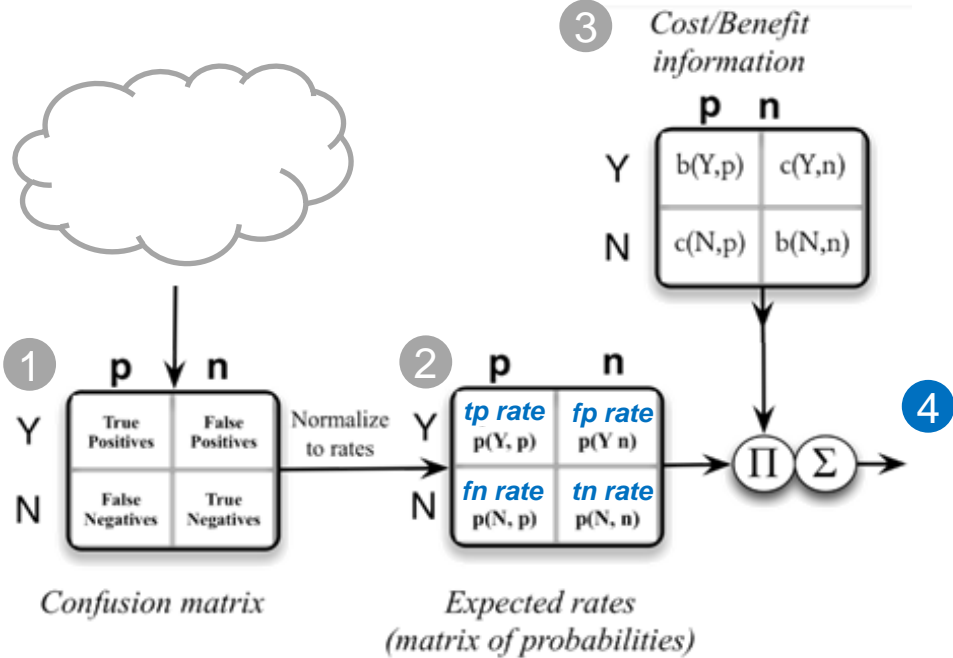 3
Cost/Benefit
information
p n
Y
b(Y,p) c(Y,n)
N
c(N,p) b(N,n)
1
p n
Y
True
Positives
False
Positives
N
False
Negatives
True
Negatives
Confusion matrix
Normalize
to rates
2
p n
Y
tp rate
p(Y, p)
fp rate
p(Y n)
N
fn rate
p(N, p)
tn rate
p(N, n)
Expected rates
(matrix of probabilities)
Π Σ
4